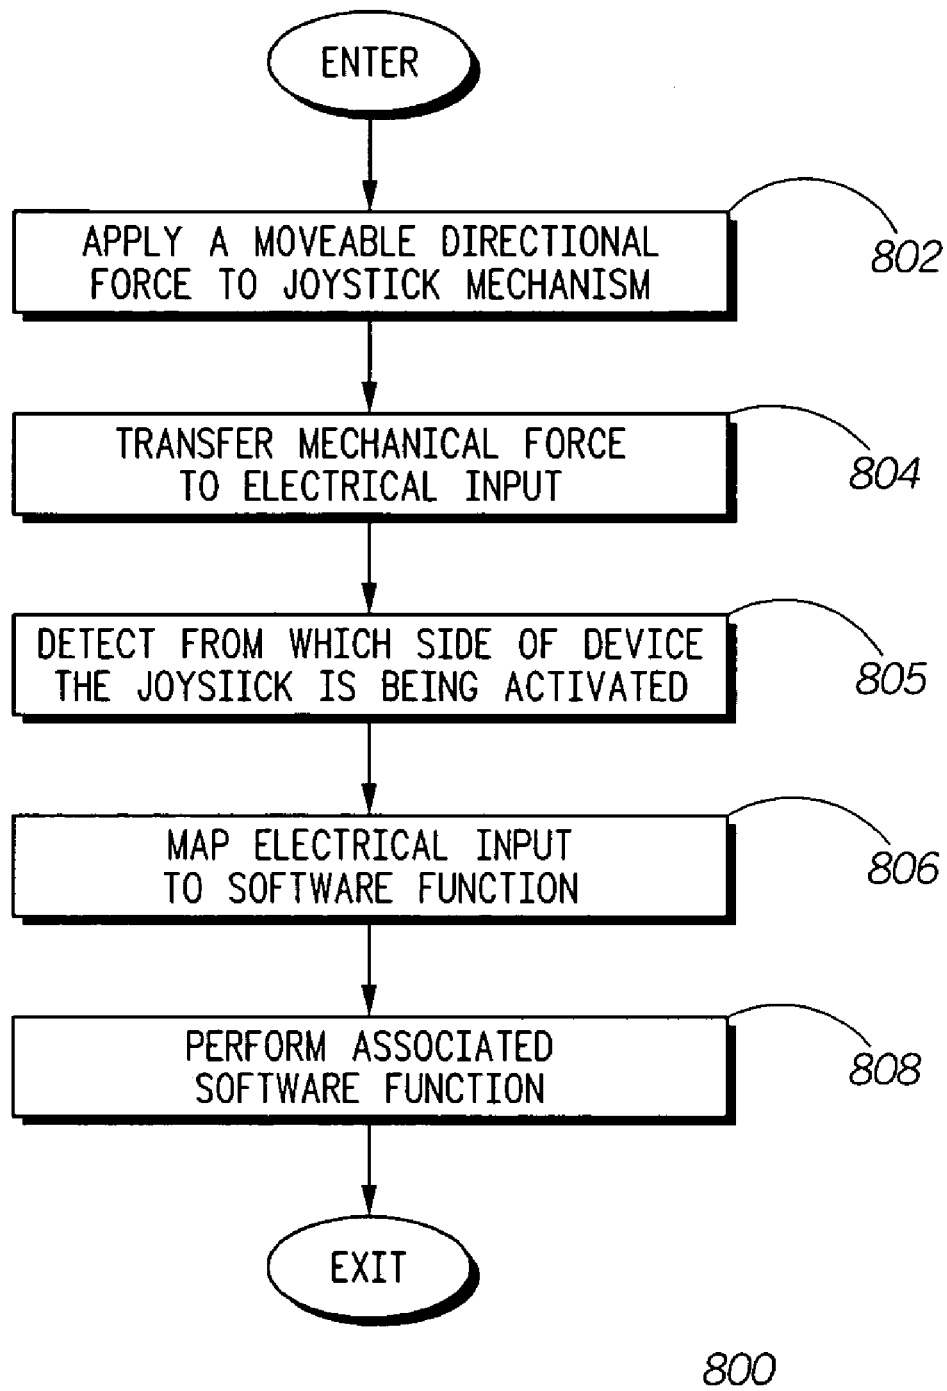 ENTER
APPLY A MOVEABLE DIRECTIONAL
FORCE TO JOYSTICK MECHANISM
802
TRANSFER MECHANICAL FORCE
TO ELECTRICAL INPUT
804
DETECT FROM WHICH SIDE OF DEVICE
THE JOYSIICK IS BEING ACTIVATED
805
MAP ELECTRICAL INPUT
TO SOFTWARE FUNCTION
806
PERFORM ASSOCIATED
SOFTWARE FUNCTION
808
EXIT
800